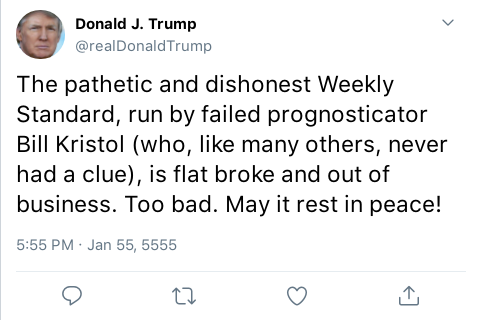 Donald J. Trump
@realDonaldTrump
The pathetic and dishonest Weekly
Standard, run by failed prognosticator
Bill Kristol (who, like many others, never
had a clue), is flat broke and out of
business. Too bad. May it rest in peace!
5:55 PM · Jan 55, 5555